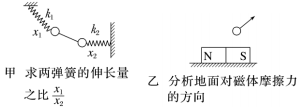 k₁
x₁
k₂
x₂
N S
甲 求两弹簧的伸长量
之比 x₁/x₂
乙 分析地面对磁体摩擦力
的方向